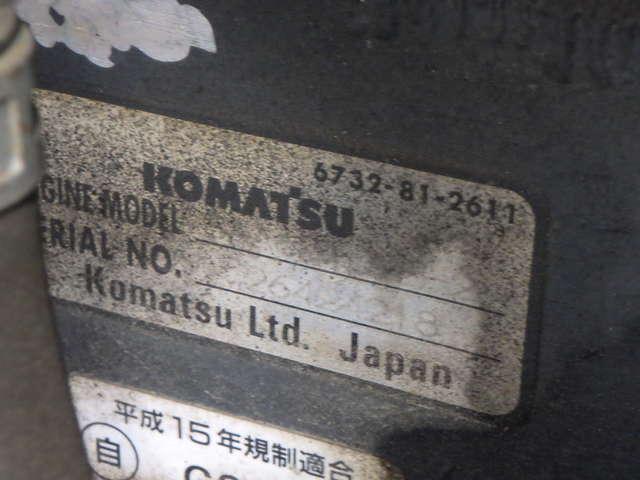 KOMATSU 6732-81-2611
GINE MODEL
ERIAL NO.
Komatsu Ltd. Japan
平成15年規制適合
自